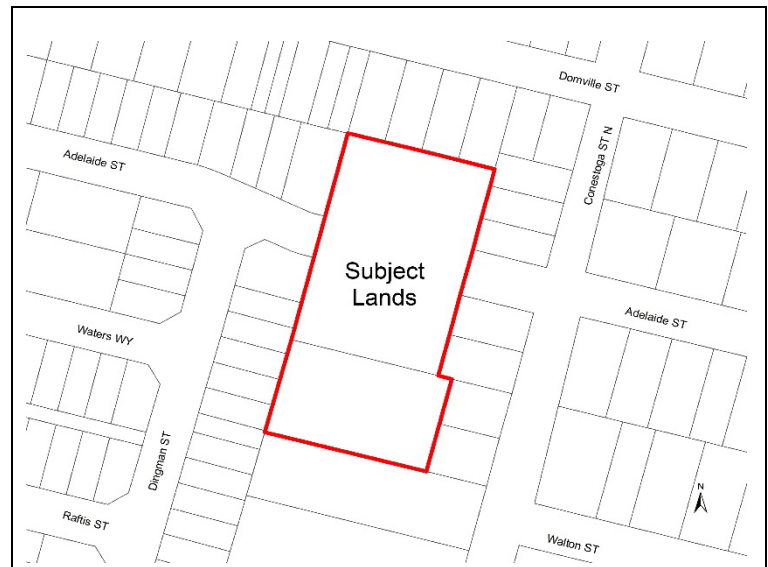 Domville ST
Conestoga ST N
Adelaide ST
Subject
Lands
Adelaide ST
Waters WY
Dingman ST
N
Raftis ST
Walton ST